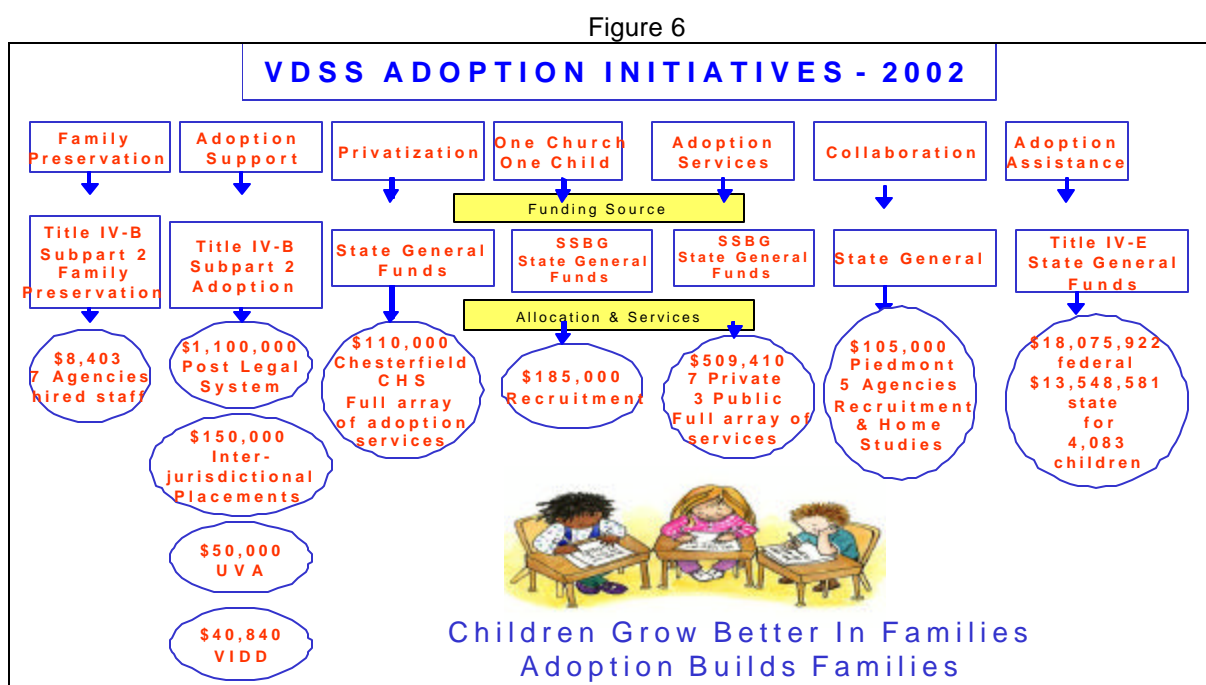 Figure 6
VDSS ADOPTION INITIATIVES - 2002
Family
Preservation
Adoption
Support
Privatization
One Church
One Child
Adoption
Services
Collaboration
Adoption
Assistance
Funding Source
Title IV-B
Subpart 2
Family
Preservation
Title IV-B
Subpart 2
Adoption
State General
Funds
SSBG
State General
Funds
SSBG
State General
Funds
State General
Title IV-E
State General
Funds
Allocation & Services
$8,403
7 Agencies
hired staff
$1,100,000
Post Legal
System
$150,000
Inter-
jurisdictional
Placements
$50,000
UVA
$40,840
VIDD
$110,000
Chesterfield
CHS
Full array
of adoption
services
$185,000
Recruitment
$509,410
7 Private
3 Public
Full array of
services
$105,000
Piedmont
5 Agencies
Recruitment
& Home
Studies
$18,075,922
federal
$13,548,581
state
for
4,083
children
Children Grow Better In Families
Adoption Builds Families